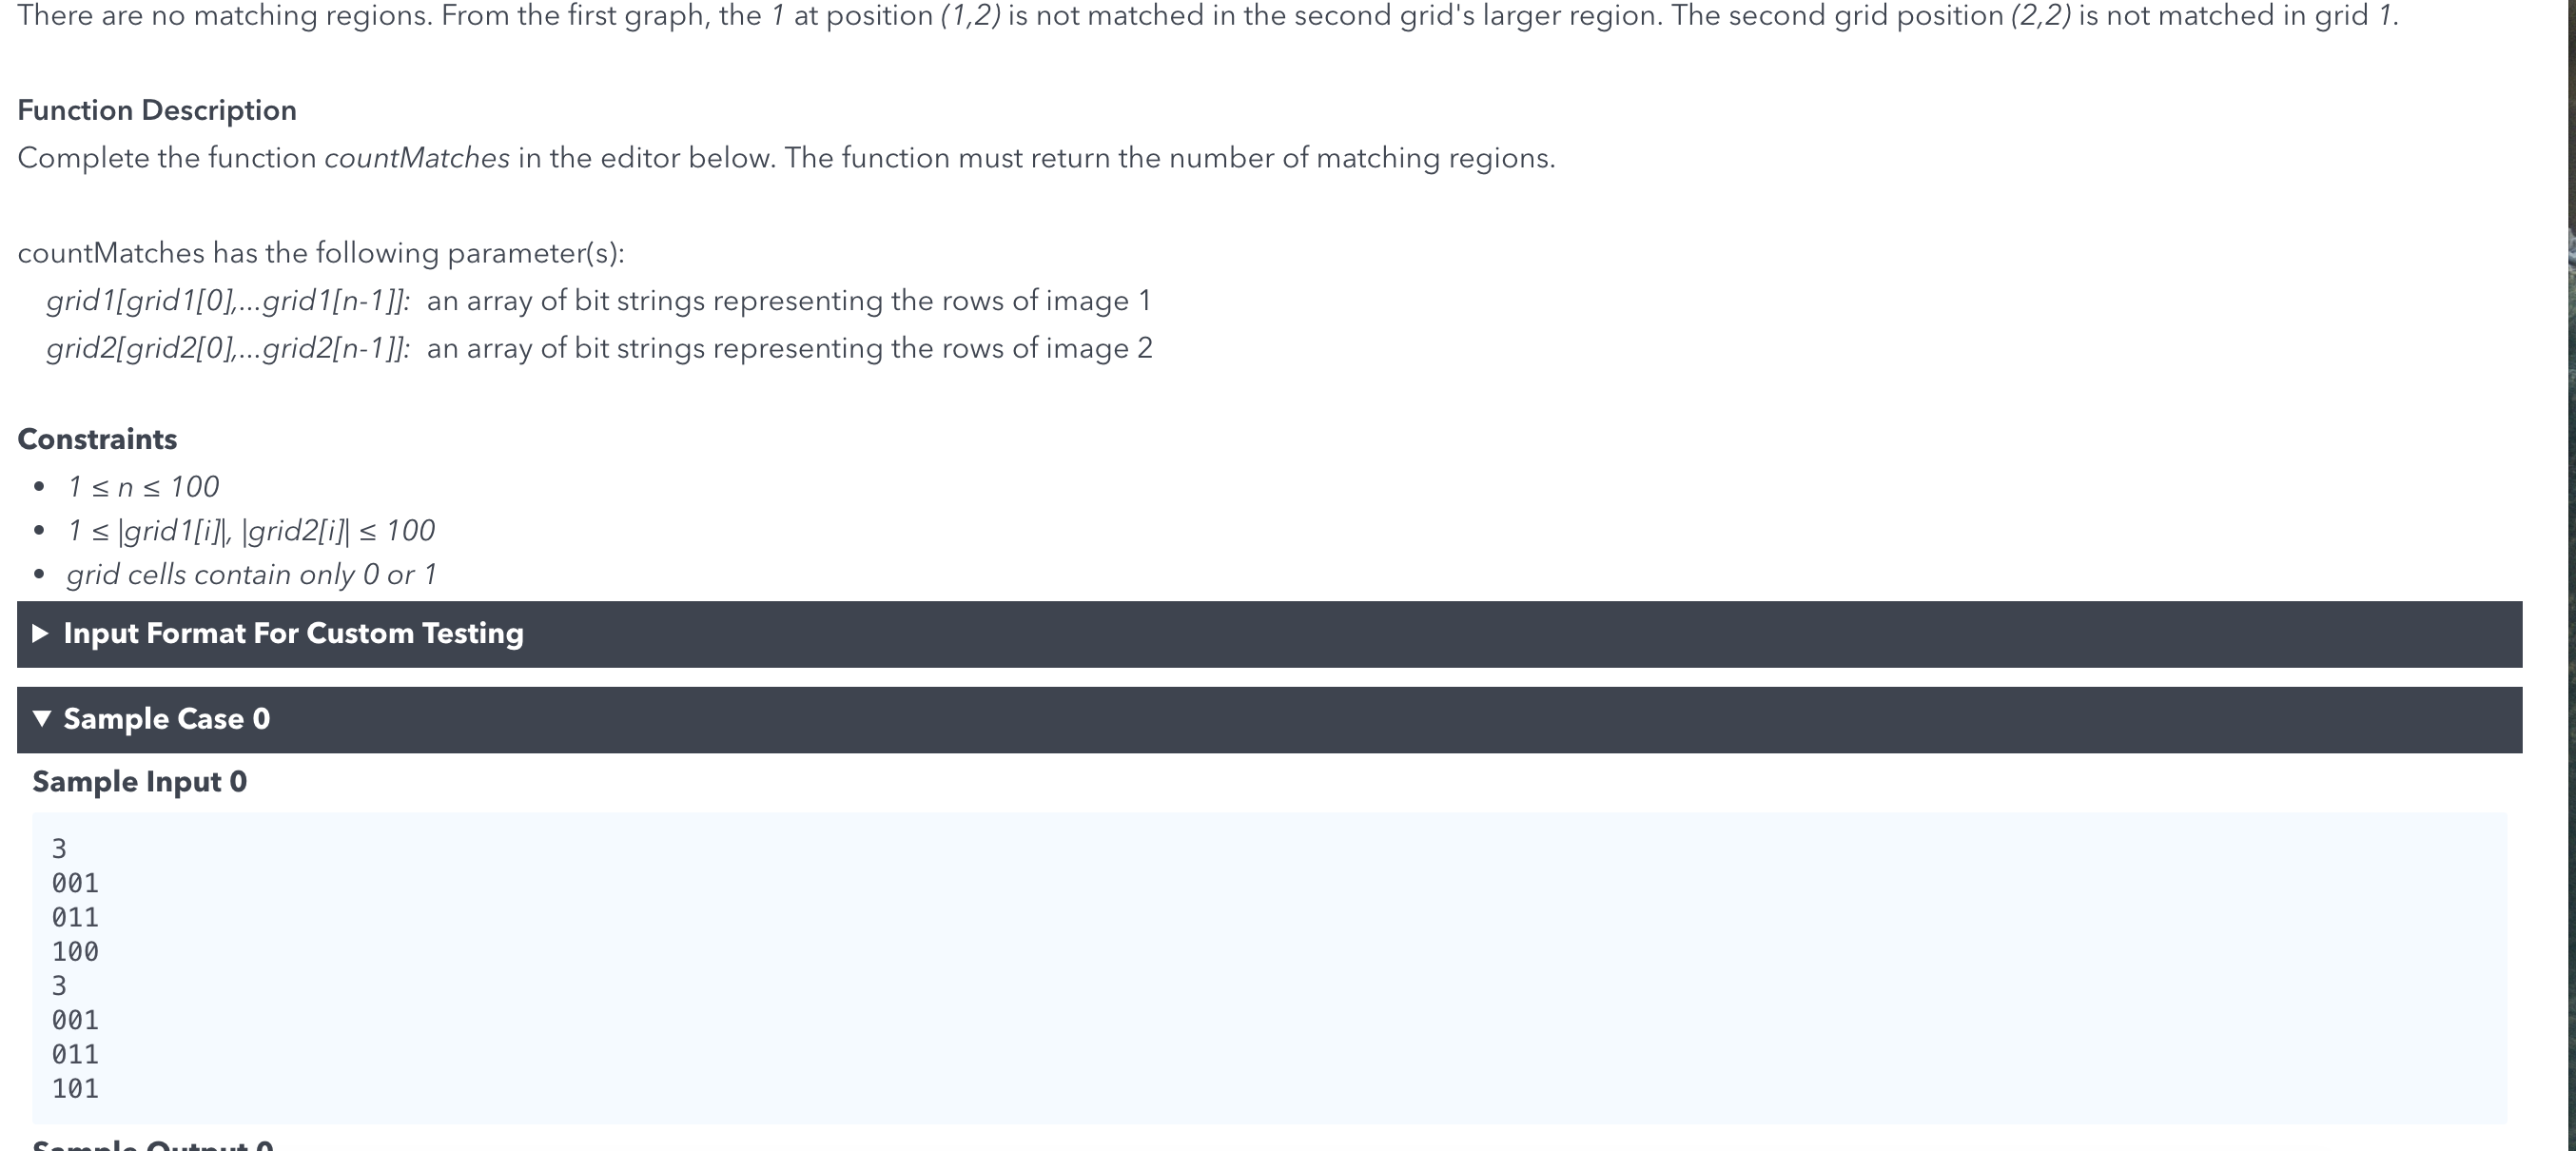 There are no matching regions. From the first graph, the 1 at position (1,2) is not matched in the second grid's larger region. The second grid position (2,2) is not matched in grid 1.
Function Description
Complete the function countMatches in the editor below. The function must return the number of matching regions.
countMatches has the following parameter(s):
grid1[grid1[0],...grid1[n-1]]: an array of bit strings representing the rows of image 1
grid2[grid2[0],...grid2[n-1]]: an array of bit strings representing the rows of image 2
Constraints
• 1 ≤ n ≤ 100
• 1 ≤ |grid1[i]|, |grid2[i]| ≤ 100
• grid cells contain only 0 or 1
▶ Input Format For Custom Testing
▼ Sample Case 0
Sample Input 0
3
001
011
100
3
001
011
101
Sample Output 0